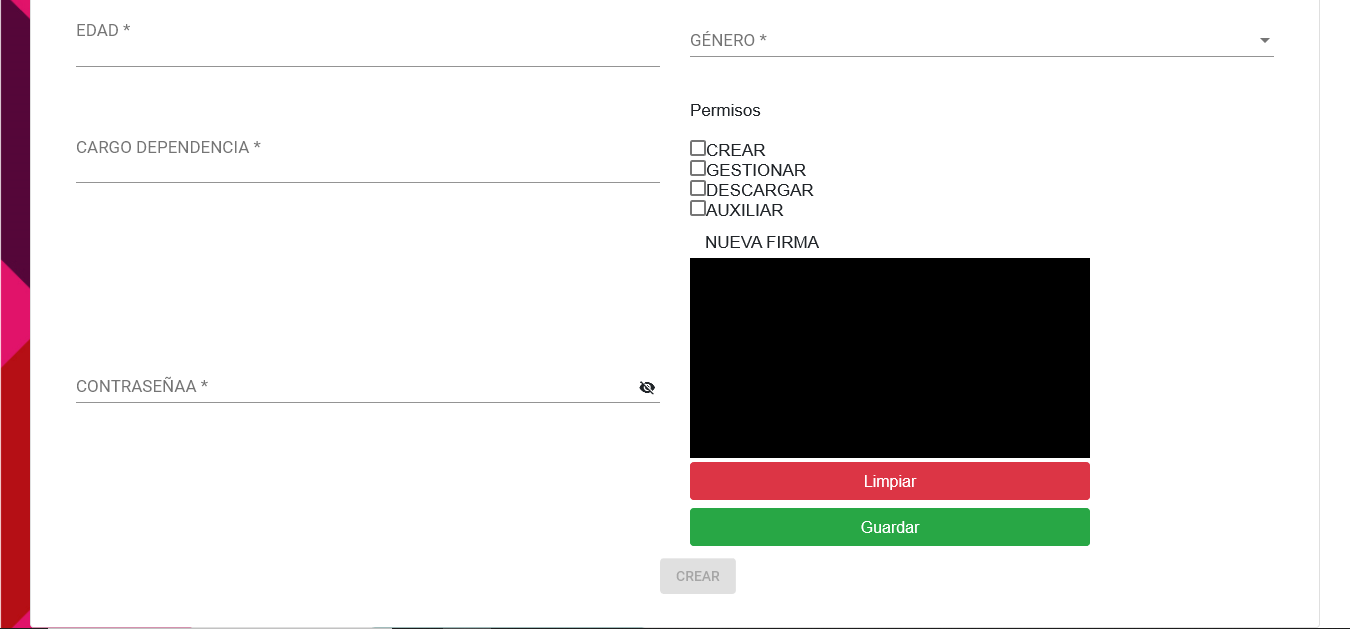 EDAD *
GÉNERO *
Permisos
CARGO DEPENDENCIA *
CREAR
GESTIONAR
DESCARGAR
AUXILIAR
NUEVA FIRMA
CONTRASEÑAA *
Limpiar
Guardar
CREAR